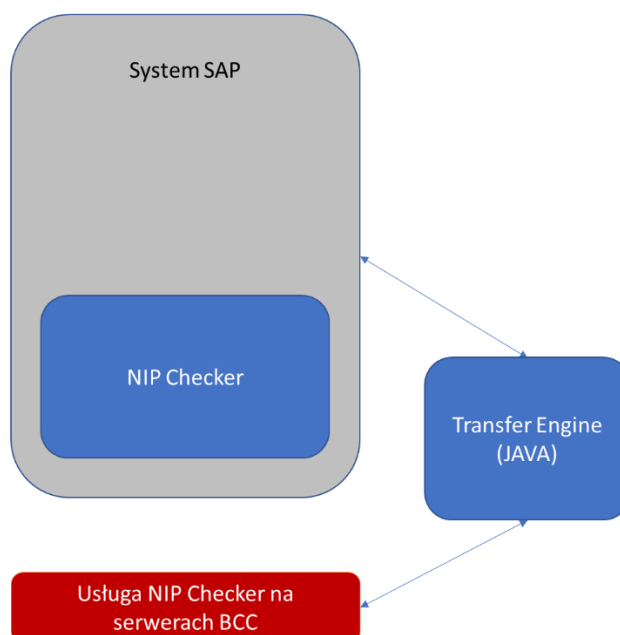 System SAP
NIP Checker
Transfer Engine
(JAVA)
Usługa NIP Checker na
serwerach BCC